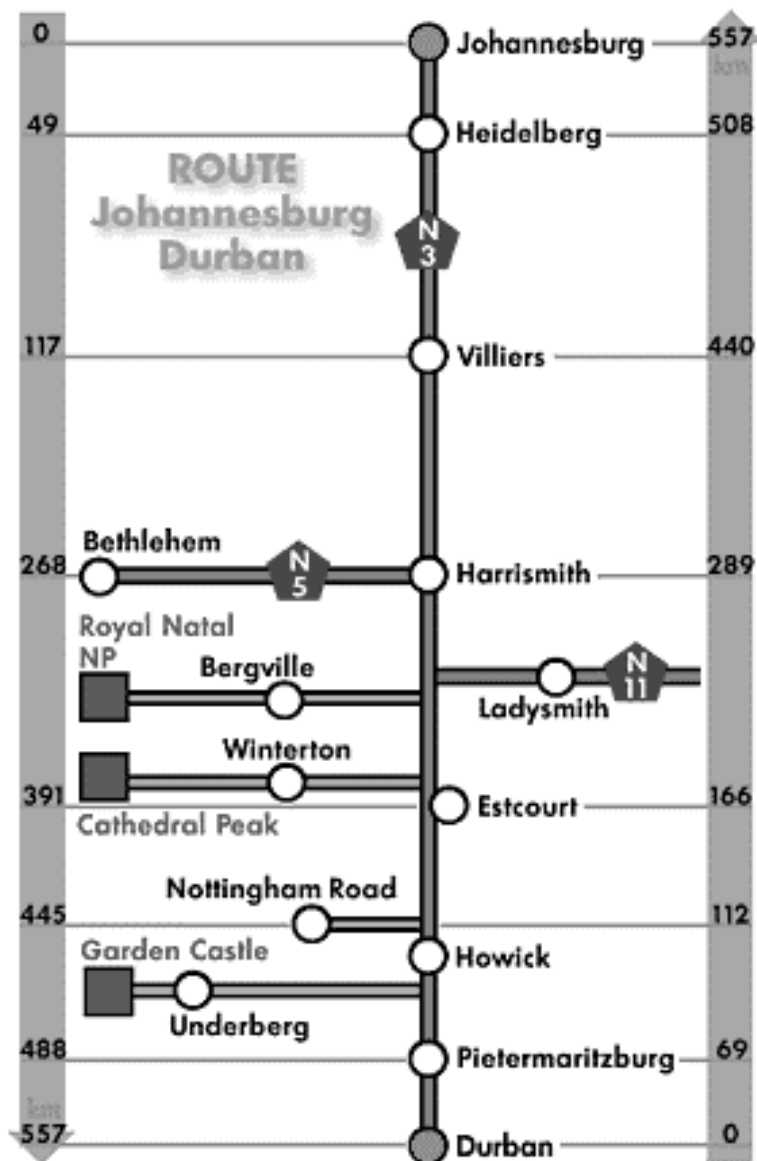 0
Johannesburg
557
km
49
Heidelberg
508
ROUTE
Johannesburg
Durban
N
3
117
Villiers
440
Bethlehem
268
N
5
Harrismith
289
Royal Natal
NP
Bergville
N
11
Ladysmith
Winterton
391
Estcourt
166
Cathedral Peak
Nottingham Road
445
112
Garden Castle
Howick
Underberg
488
Pietermaritzburg
69
km
557
Durban
0